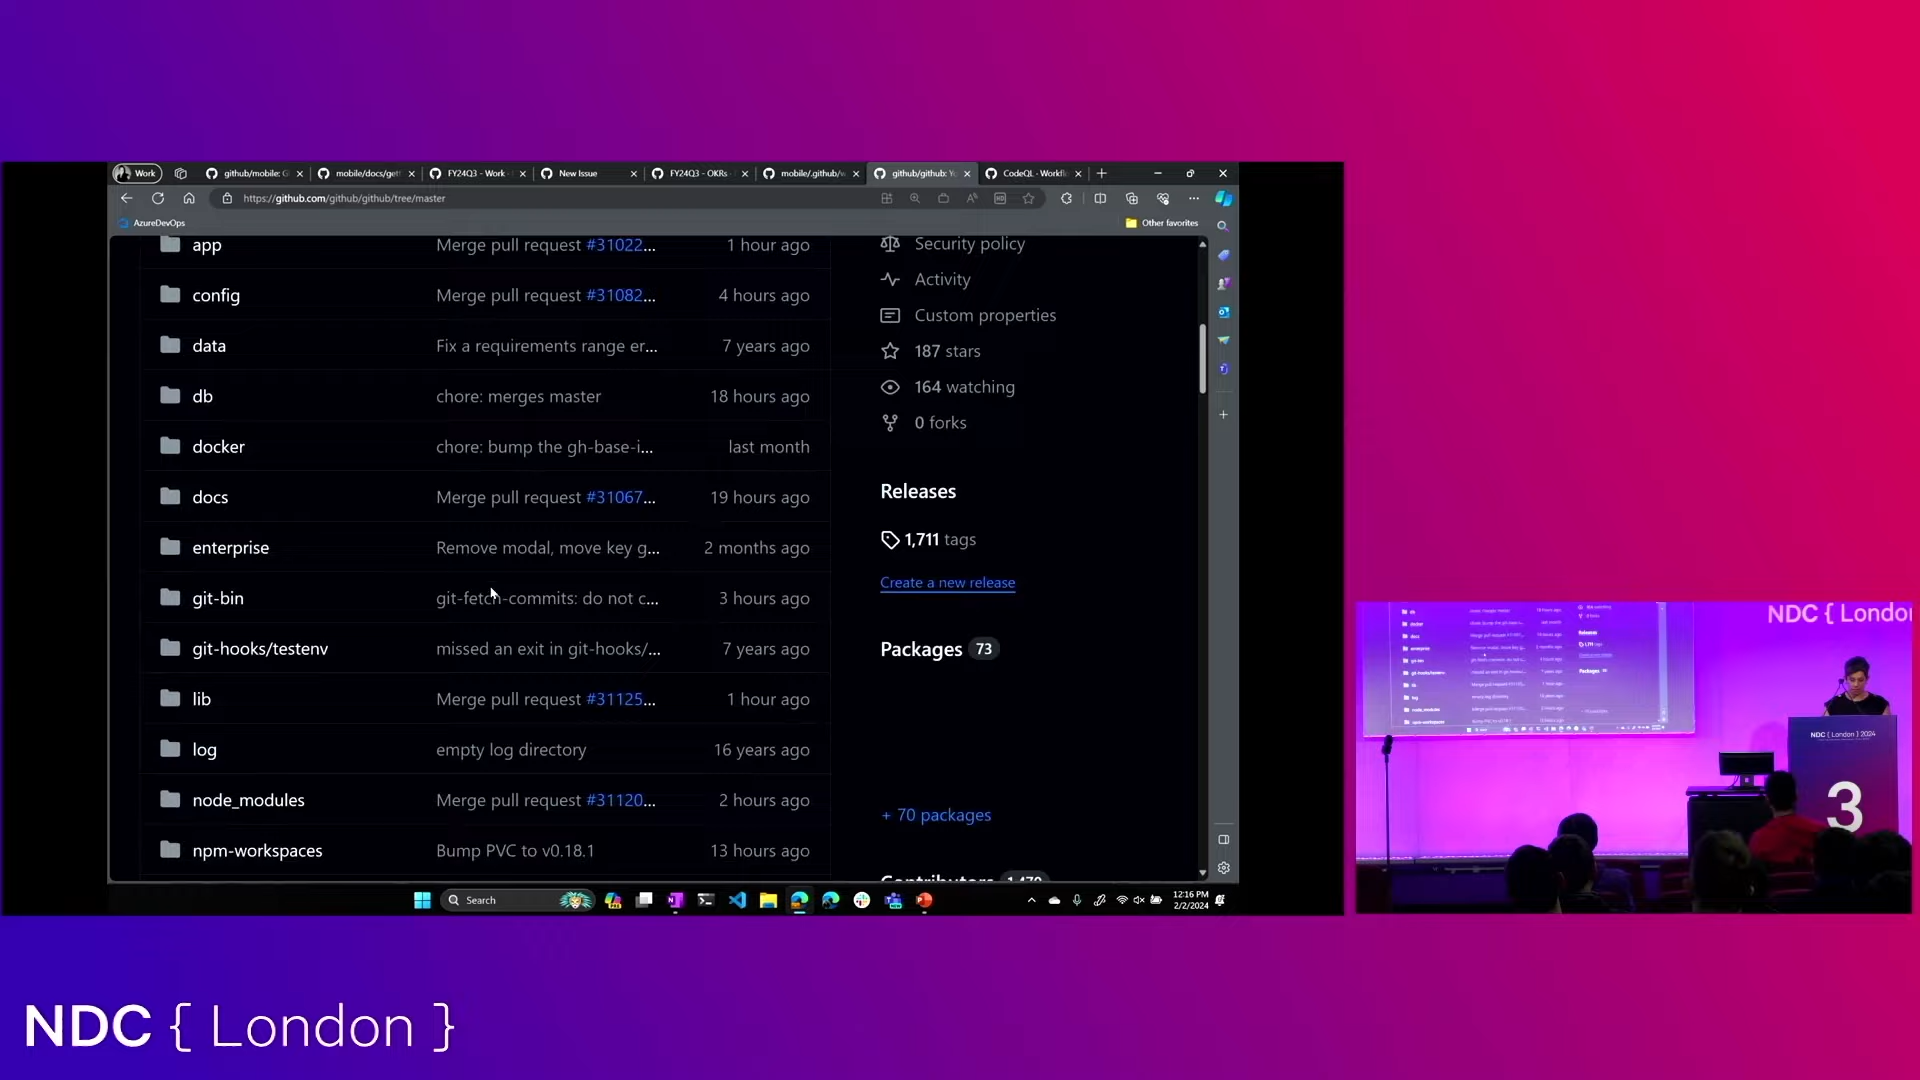 Work
github/mobile: G
mobile/docs/gett
FY24Q3 - Work -
New Issue
FY24Q3 - OKRs -
mobile/.github/w
github/github: Y
CodeQL · Workfl
https://github.com/github/github/tree/master
AzureDevOps
Other favorites
app Merge pull request #31022... 1 hour ago
config Merge pull request #31082... 4 hours ago
data Fix a requirements range er... 7 years ago
db chore: merges master 18 hours ago
docker chore: bump the gh-base-i... last month
docs Merge pull request #31067... 19 hours ago
enterprise Remove modal, move key g... 2 months ago
git-bin git-fetch-commits: do not c... 3 hours ago
git-hooks/testenv missed an exit in git-hooks/... 7 years ago
lib Merge pull request #31125... 1 hour ago
log empty log directory 16 years ago
node_modules Merge pull request #31120... 2 hours ago
npm-workspaces Bump PVC to v0.18.1 13 hours ago
Security policy
Activity
Custom properties
187 stars
164 watching
0 forks
Releases
1,711 tags
Create a new release
Packages 73
+ 70 packages
Contributors 1,470
Search
12:16 PM
2/2/2024
NDC { Londo
NDC { London } 2024
3
NDC { London }